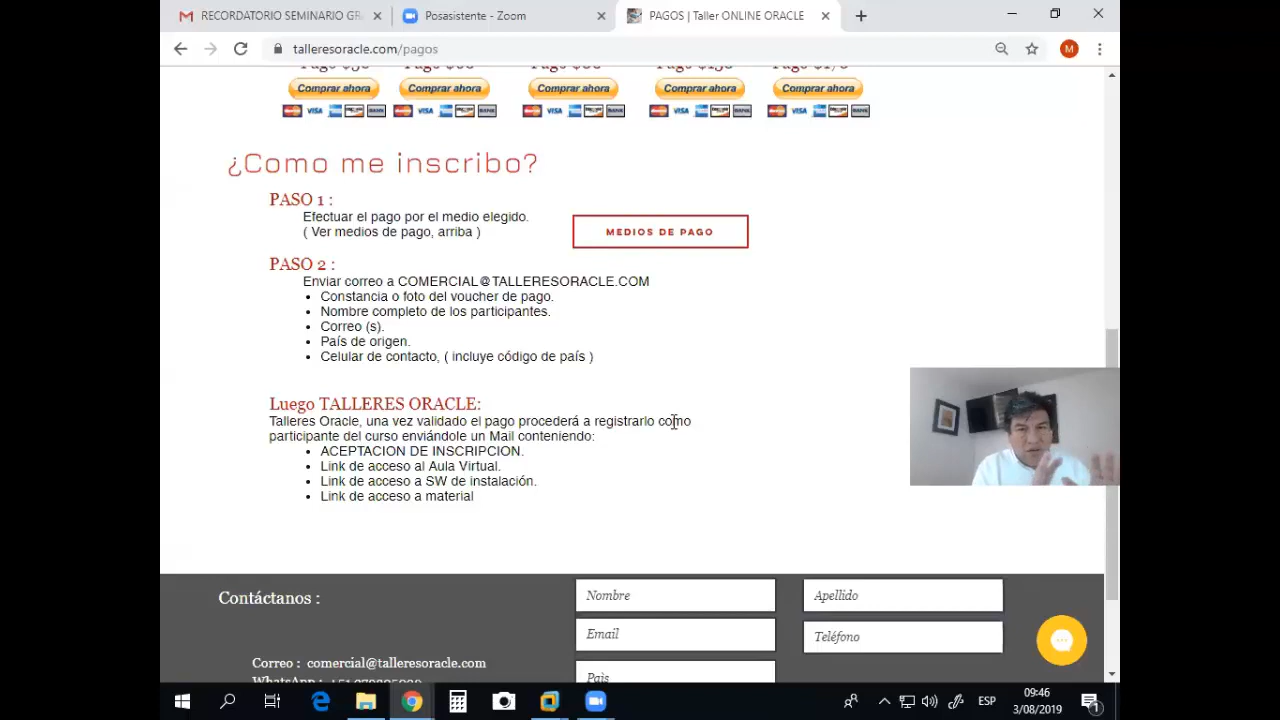 RECORDATORIO SEMINARIO GR
Posasistente - Zoom
PAGOS | Taller ONLINE ORACLE
talleresoracle.com/pagos
M
Comprar ahora Comprar ahora Comprar ahora Comprar ahora Comprar ahora
¿Como me inscribo?
PASO 1 :
Efectuar el pago por el medio elegido.
( Ver medios de pago, arriba )
MEDIOS DE PAGO
PASO 2 :
Enviar correo a COMERCIAL@TALLERESORACLE.COM
• Constancia o foto del voucher de pago.
• Nombre completo de los participantes.
• Correo (s).
• País de origen.
• Celular de contacto, ( incluye código de país )
Luego TALLERES ORACLE:
Talleres Oracle, una vez validado el pago procederá a registrarlo como
participante del curso enviándole un Mail conteniendo:
• ACEPTACION DE INSCRIPCION.
• Link de acceso al Aula Virtual.
• Link de acceso a SW de instalación.
• Link de acceso a material
Contáctanos :
Nombre Apellido
Email Teléfono
Pais
Correo : comercial@talleresoracle.com
WhatsApp :
ESP
09:46
3/08/2019